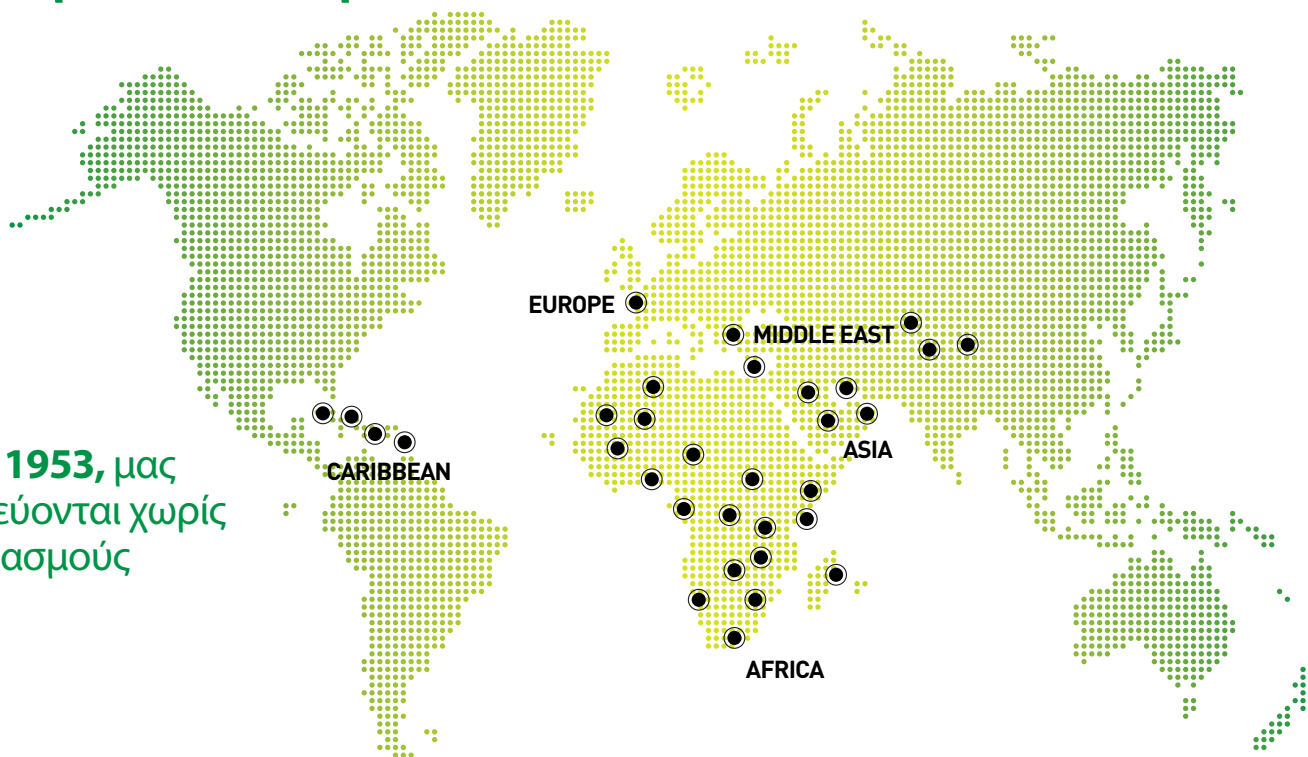 EUROPE
MIDDLE EAST
ASIA
CARIBBEAN
1953, μας
εύονται χωρίς
ασμούς
AFRICA